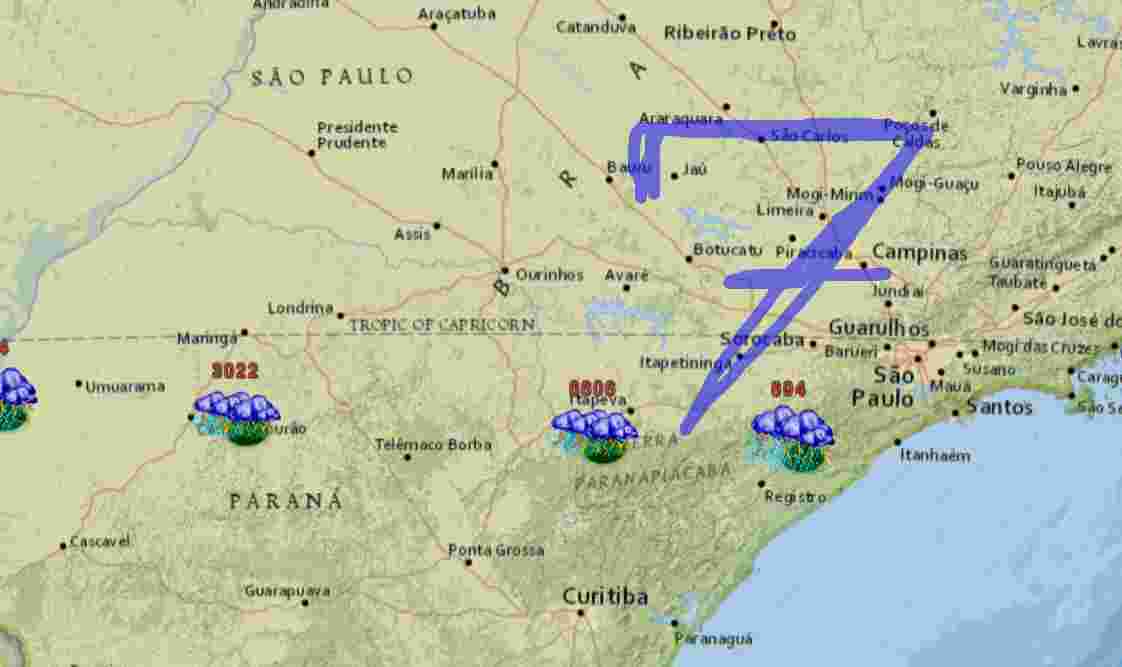 Andradina
Araçatuba
Catanduva
Ribeirão Preto
Lavras
SÃO PAULO
A
Varginha
Presidente
Prudente
Araraquara
São Carlos
Poços de
Caldas
Marília
Bauru
Jaú
R
Mogi-Guaçu
Pouso Alegre
Mogi-Mirim
Itajubá
Limeira
Assis
Botucatu
Piracicaba
Campinas
Ourinhos
Avaré
B
Guaratinguetá
Taubaté
Jundiaí
Londrina
TROPIC OF CAPRICORN
Guarulhos
São José do
Maringá
Sorocaba
Barueri
Mogi das Cruzes
Itapetininga
4
3022
Umuarama
6606
694
São
Paulo
Mauá
Susano
Carag
Itapeva
Santos
São Se
ourão
SERRA
Telêmaco Borba
PARANAPIACABA
Itanhaém
PARANÁ
Registro
Cascavel
Ponta Grossa
Guarapuava
Curitiba
Paranaguá